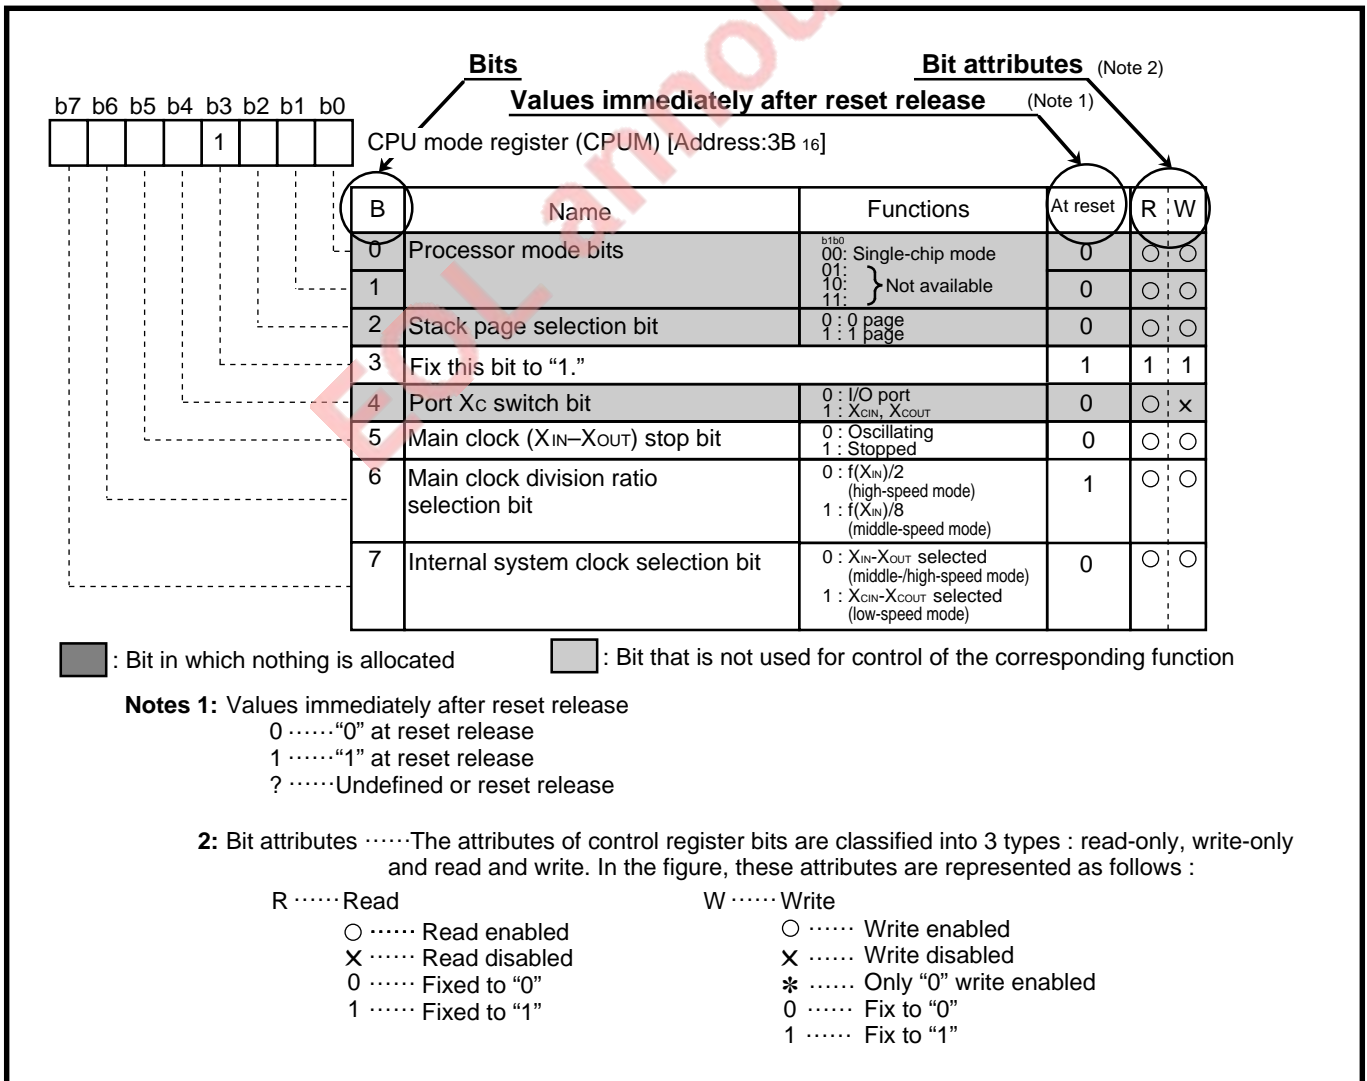 EOL annou
Bits
Bit attributes (Note 2)
Values immediately after reset release (Note 1)
b7 b6 b5 b4 b3 b2 b1 b0
1
CPU mode register (CPUM) [Address:3B 16]
B Name Functions At reset R W
0 Processor mode bits b1b0 0 ○ ○
00: Single-chip mode
01:
10: } Not available
11:
1 0 ○ ○
2 Stack page selection bit 0 : 0 page 0 ○ ○
1 : 1 page
3 Fix this bit to “1.” 1 1 1
4 Port XC switch bit 0 : I/O port 0 ○ ×
1 : XCIN, XCOUT
5 Main clock (XIN–XOUT) stop bit 0 : Oscillating 0 ○ ○
1 : Stopped
6 Main clock division ratio 0 : f(XIN)/2 1 ○ ○
selection bit (high-speed mode)
1 : f(XIN)/8
(middle-speed mode)
7 Internal system clock selection bit 0 : XIN-XOUT selected 0 ○ ○
(middle-/high-speed mode)
1 : XCIN-XCOUT selected
(low-speed mode)
: Bit in which nothing is allocated : Bit that is not used for control of the corresponding function
Notes 1: Values immediately after reset release
0 ······“0” at reset release
1 ······“1” at reset release
? ······Undefined or reset release
2: Bit attributes ······The attributes of control register bits are classified into 3 types : read-only, write-only
and read and write. In the figure, these attributes are represented as follows :
R ······ Read W ······ Write
○ ······ Read enabled ○ ······ Write enabled
× ······ Read disabled × ······ Write disabled
0 ······ Fixed to “0” ✻ ······ Only “0” write enabled
1 ······ Fixed to “1” 0 ······ Fix to “0”
1 ······ Fix to “1”